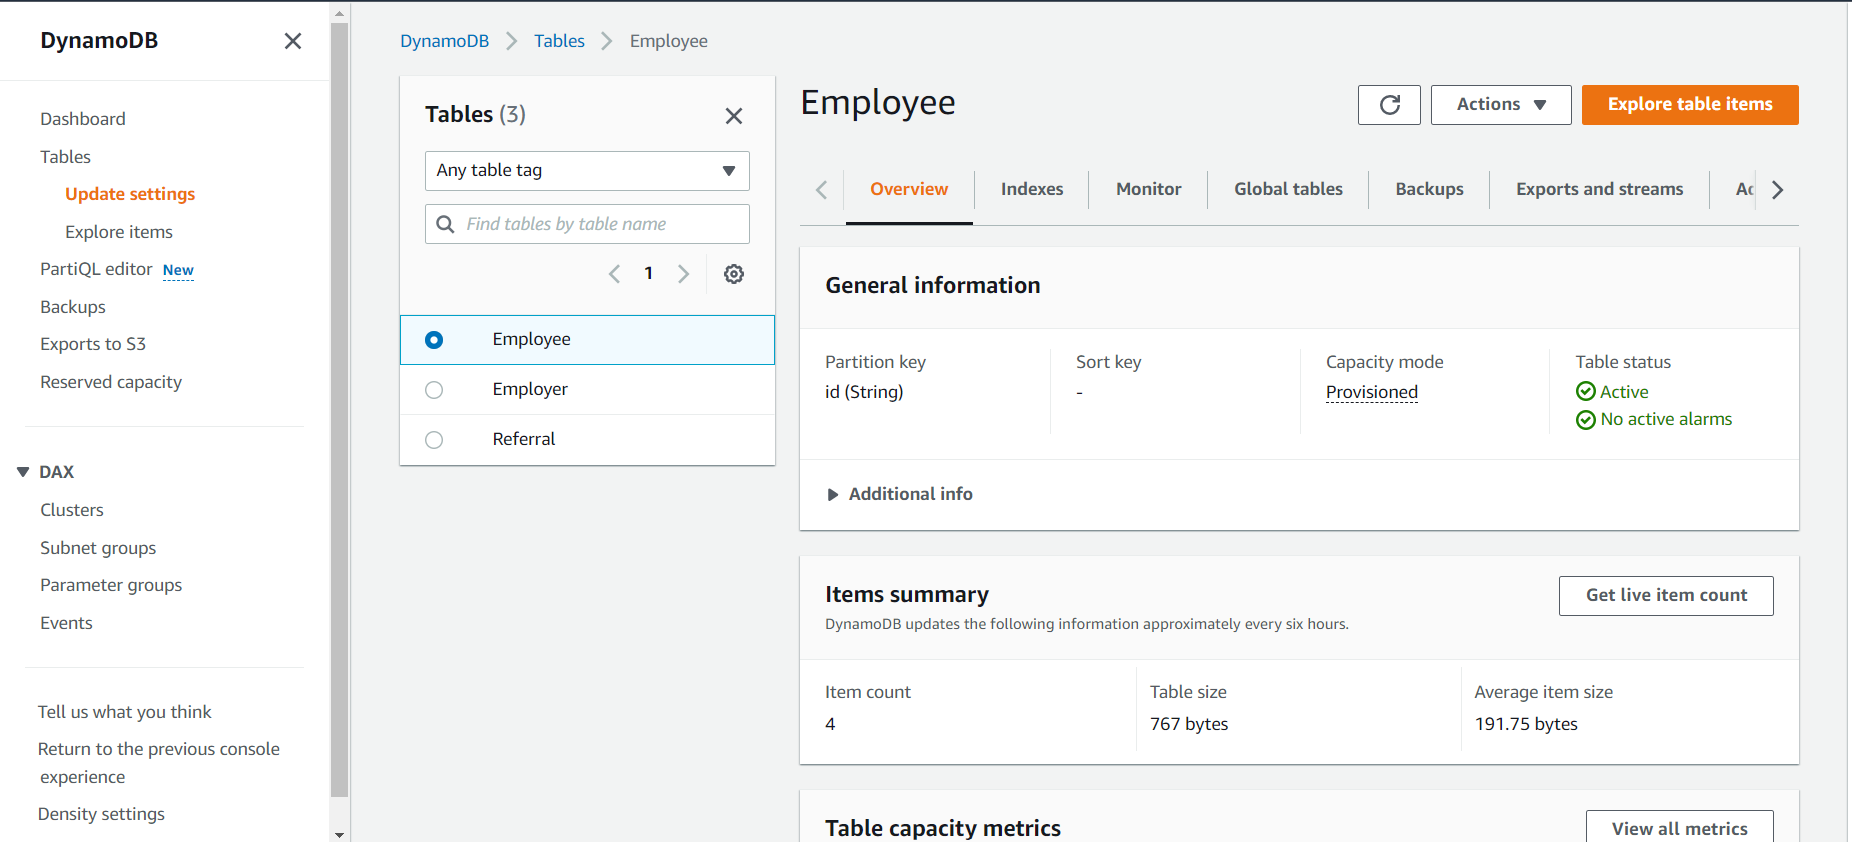 DynamoDB
Dashboard
Tables
Update settings
Explore items
PartiQL editor New
Backups
Exports to S3
Reserved capacity
DAX
Clusters
Subnet groups
Parameter groups
Events
Tell us what you think
Return to the previous console
experience
Density settings
DynamoDB Tables Employee
Tables (3)
Any table tag
Find tables by table name
1
Employee
Employer
Referral
Employee
Actions
Explore table items
Overview Indexes Monitor Global tables Backups Exports and streams
General information
Partition key
id (String)
Sort key
-
Capacity mode
Provisioned
Table status
Active
No active alarms
Additional info
Items summary
Get live item count
DynamoDB updates the following information approximately every six hours.
Item count
4
Table size
767 bytes
Average item size
191.75 bytes
Table capacity metrics
View all metrics